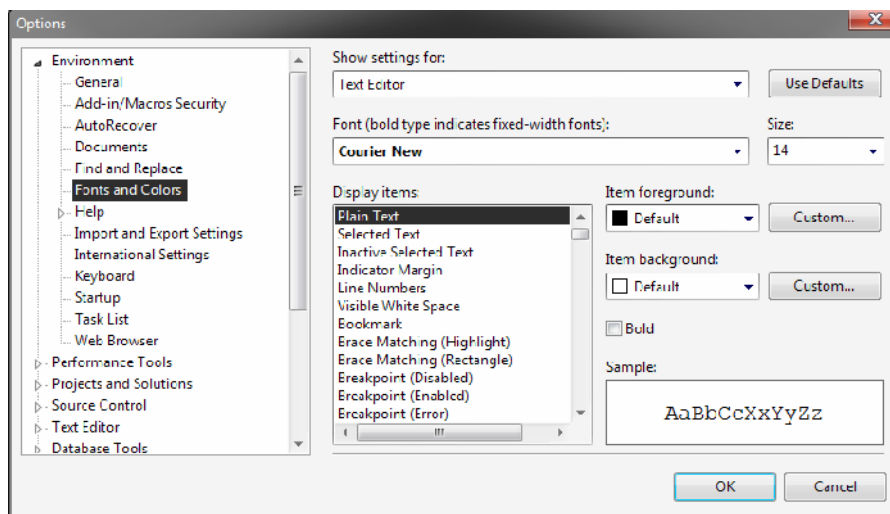 Options
Environment
General
Add-in/Macros Security
AutoRecover
Documents
Find and Replace
Fonts and Colors
Help
Import and Export Settings
International Settings
Keyboard
Startup
Task List
Web Browser
Performance Tools
Projects and Solutions
Source Control
Text Editor
Database Tools
Show settings for:
Text Editor
Use Defaults
Font (bold type indicates fixed-width fonts):
Size:
Courier New
14
Display items:
Plain Text
Selected Text
Inactive Selected Text
Indicator Margin
Line Numbers
Visible White Space
Bookmark
Brace Matching (Highlight)
Brace Matching (Rectangle)
Breakpoint (Disabled)
Breakpoint (Enabled)
Breakpoint (Error)
Item foreground:
Default
Custom...
Item background:
Default
Custom...
Bold
Sample:
AaBbCcXxYyZz
OK
Cancel